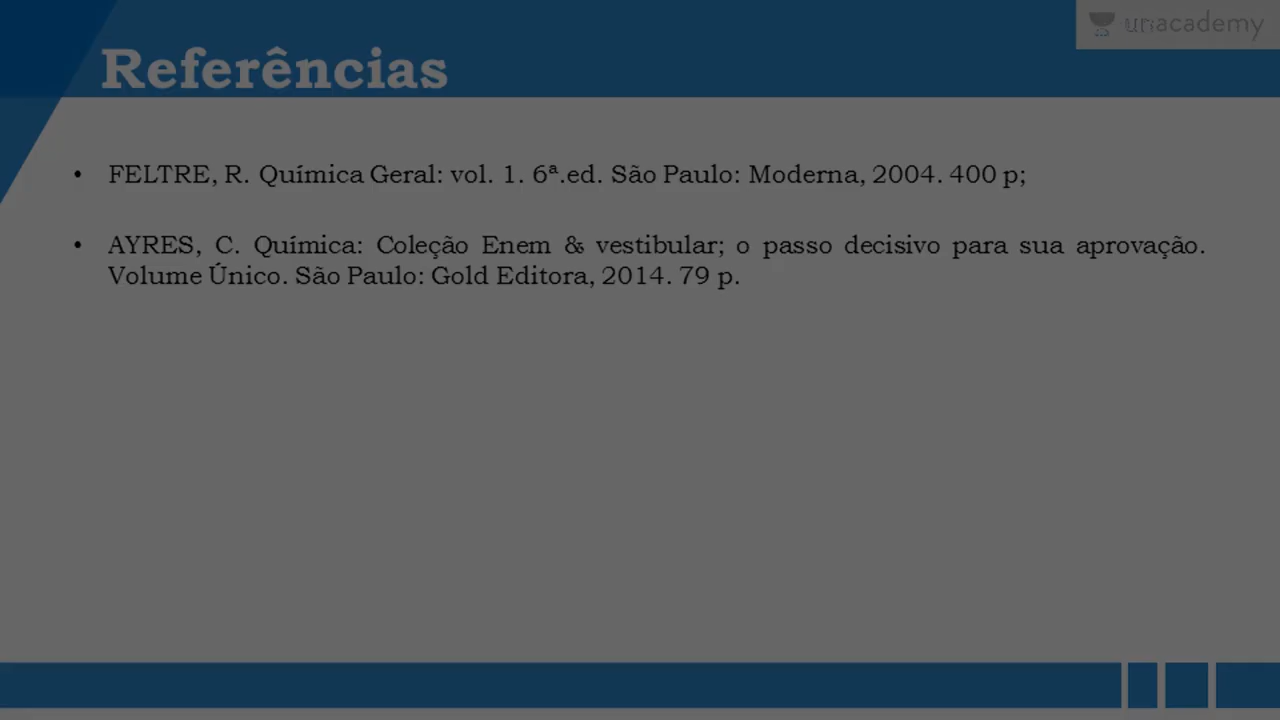 unacademy
Referências
• FELTRE, R. Química Geral: vol. 1. 6ª.ed. São Paulo: Moderna, 2004. 400 p;
• AYRES, C. Química: Coleção Enem & vestibular; o passo decisivo para sua aprovação.
Volume Único. São Paulo: Gold Editora, 2014. 79 p.